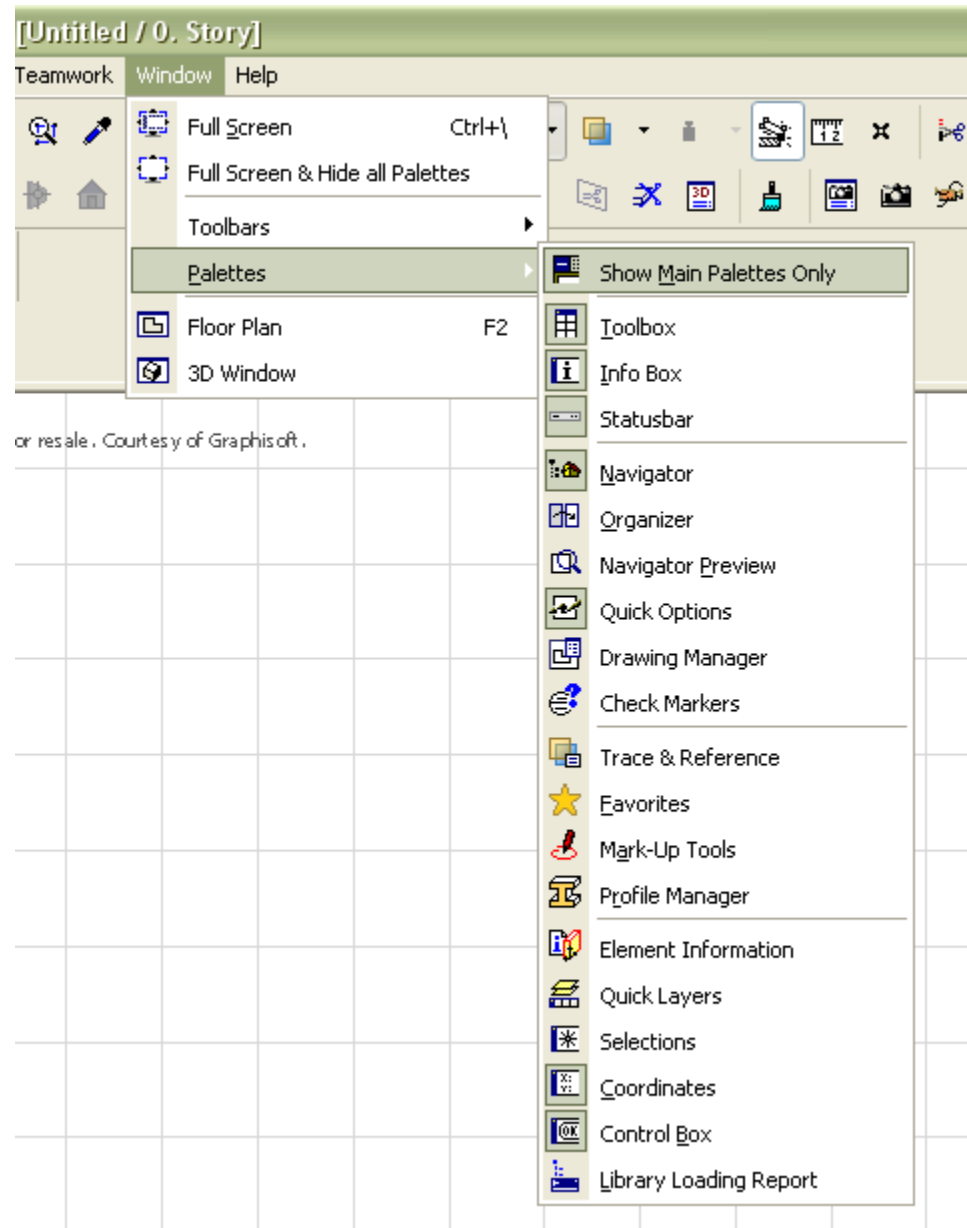 [Untitled / 0. Story]
Teamwork Window Help
Full Screen Ctrl+\
Full Screen & Hide all Palettes
Toolbars
Palettes
Floor Plan F2
3D Window
Show Main Palettes Only
Toolbox
Info Box
Statusbar
Navigator
Organizer
Navigator Preview
Quick Options
Drawing Manager
Check Markers
Trace & Reference
Favorites
Mark-Up Tools
Profile Manager
Element Information
Quick Layers
Selections
Coordinates
Control Box
Library Loading Report
or resale. Courtesy of Graphisoft.